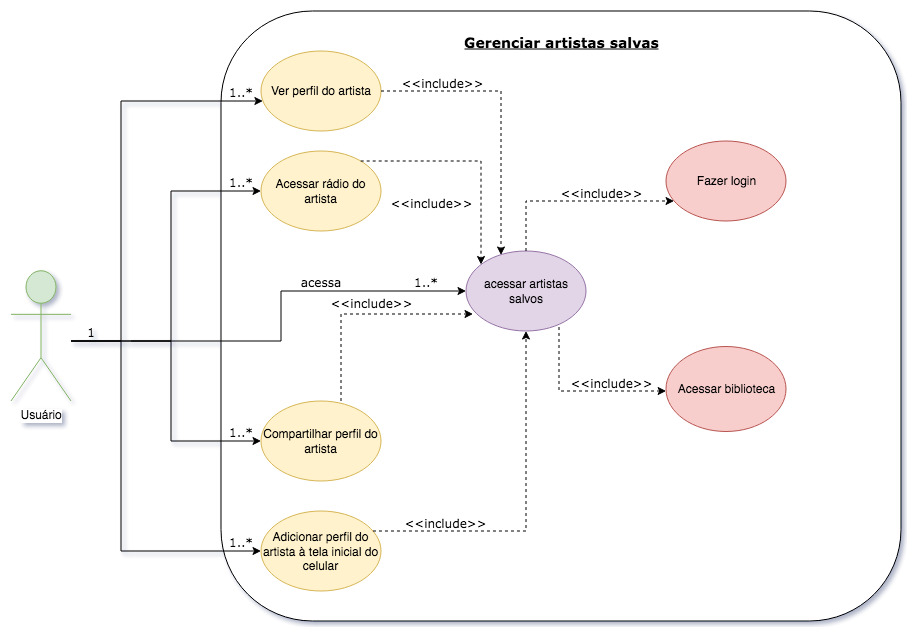 Gerenciar artistas salvas
Ver perfil do artista
<<include>>
1..*
Acessar rádio do
artista
<<include>>
1..*
Fazer login
<<include>>
acessar artistas
salvos
acessa
1..*
<<include>>
1
Usuário
Acessar biblioteca
<<include>>
Compartilhar perfil do
artista
1..*
Adicionar perfil do
artista à tela inicial do
celular
<<include>>
1..*